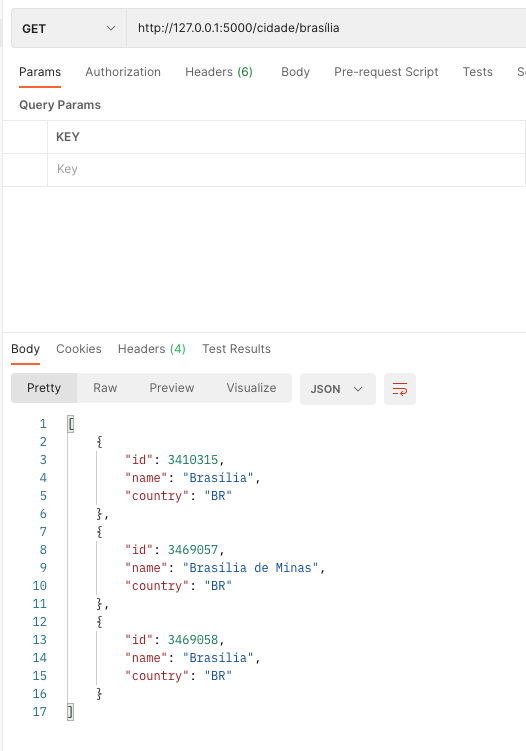 GET http://127.0.0.1:5000/cidade/brasília
Params Authorization Headers (6) Body Pre-request Script Tests S
Query Params
KEY
Key
Body Cookies Headers (4) Test Results
Pretty Raw Preview Visualize JSON
1 [
2 {
3 "id": 3410315,
4 "name": "Brasília",
5 "country": "BR"
6 },
7 {
8 "id": 3469057,
9 "name": "Brasília de Minas",
10 "country": "BR"
11 },
12 {
13 "id": 3469058,
14 "name": "Brasília",
15 "country": "BR"
16 }
17 ]